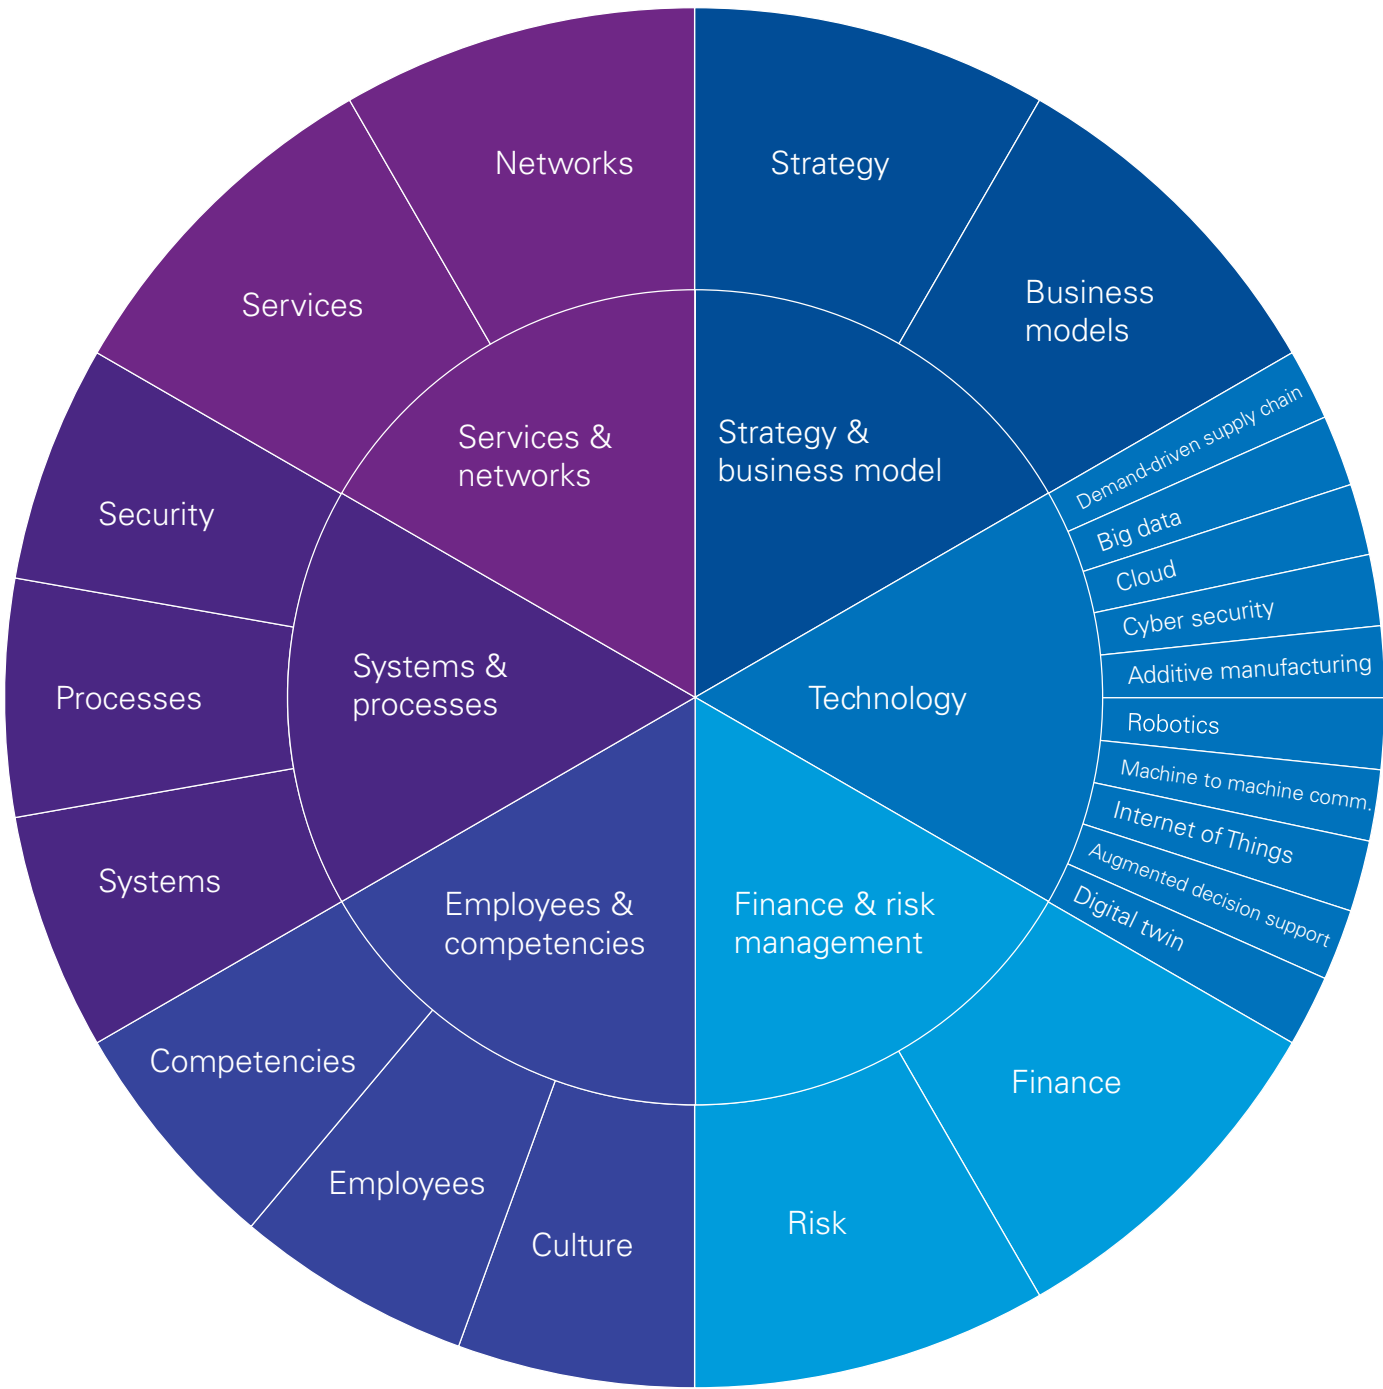 Networks
Strategy
Services
Business
models
Services &
networks
Strategy &
business model
Demand-driven supply chain
Big data
Cloud
Cyber security
Additive manufacturing
Robotics
Machine to machine comm.
Internet of Things
Augmented decision support
Digital twin
Security
Processes
Systems
Systems &
processes
Technology
Employees &
competencies
Finance & risk
management
Competencies
Employees
Culture
Risk
Finance